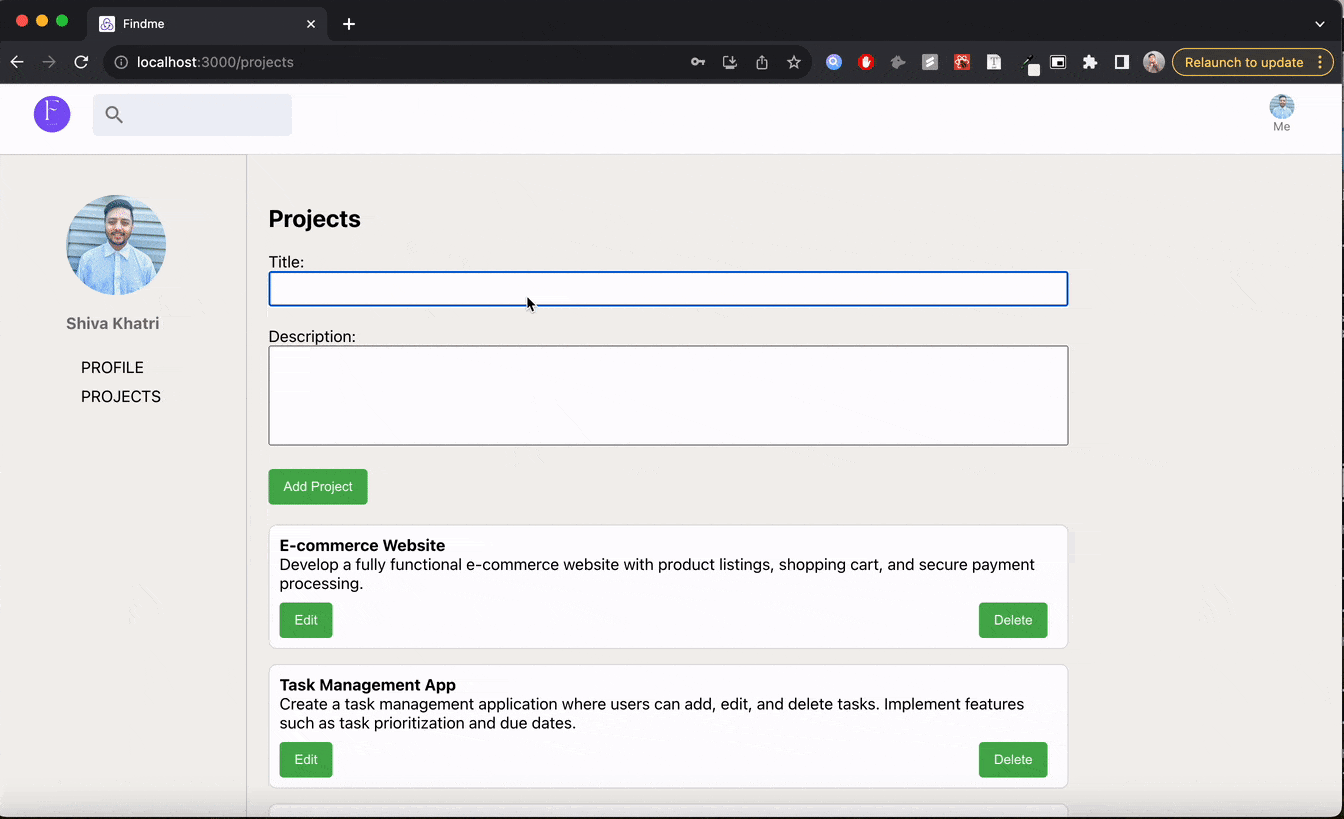 Findme
localhost:3000/projects
Relaunch to update
F
Me
Projects
Title:
Shiva Khatri
Description:
PROFILE
PROJECTS
Add Project
E-commerce Website
Develop a fully functional e-commerce website with product listings, shopping cart, and secure payment
processing.
Edit
Delete
Task Management App
Create a task management application where users can add, edit, and delete tasks. Implement features
such as task prioritization and due dates.
Edit
Delete